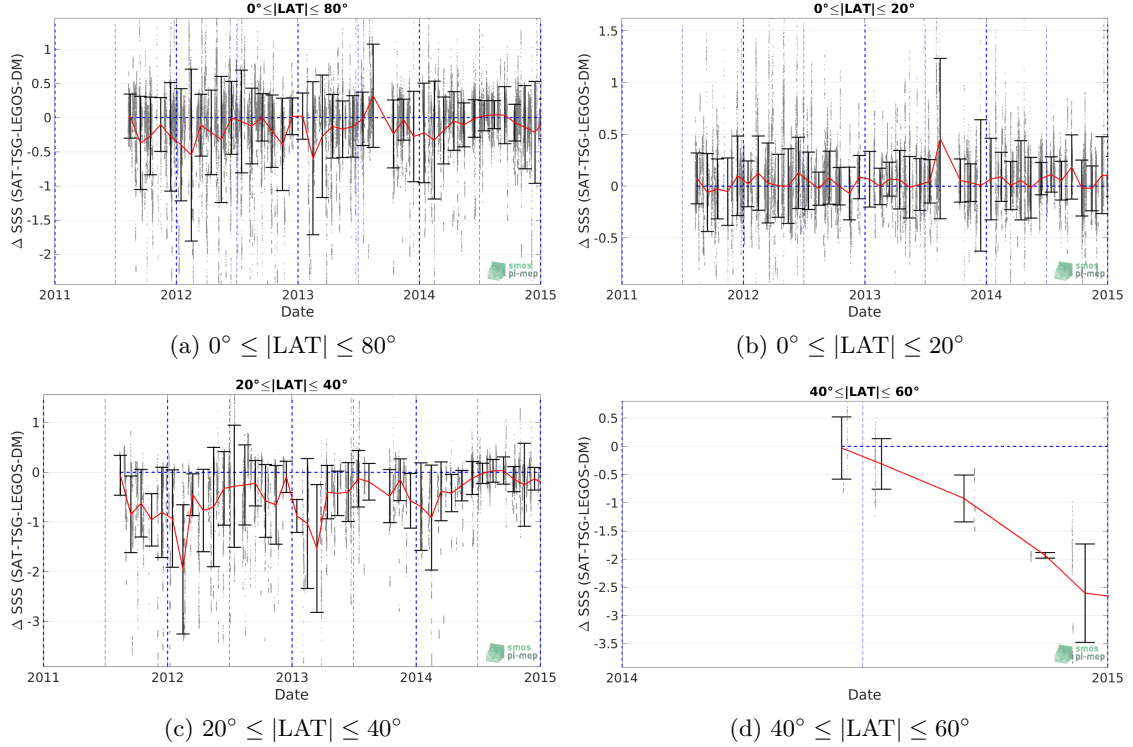 0°≤|LAT|≤ 80°
Δ SSS (SAT-TSG-LEGOS-DM)
1
0.5
0
-0.5
-1
-1.5
-2
smos
pi-mep
2011 2012 2013 2014 2015
Date
(a) 0° ≤ |LAT| ≤ 80°
0°≤|LAT|≤ 20°
Δ SSS (SAT-TSG-LEGOS-DM)
1.5
1
0.5
0
-0.5
smos
pi-mep
2011 2012 2013 2014 2015
Date
(b) 0° ≤ |LAT| ≤ 20°
20°≤|LAT|≤ 40°
Δ SSS (SAT-TSG-LEGOS-DM)
1
0
-1
-2
-3
smos
pi-mep
2011 2012 2013 2014 2015
Date
(c) 20° ≤ |LAT| ≤ 40°
40°≤|LAT|≤ 60°
Δ SSS (SAT-TSG-LEGOS-DM)
0.5
0
-0.5
-1
-1.5
-2
-2.5
-3
-3.5
smos
pi-mep
2014 2015
Date
(d) 40° ≤ |LAT| ≤ 60°